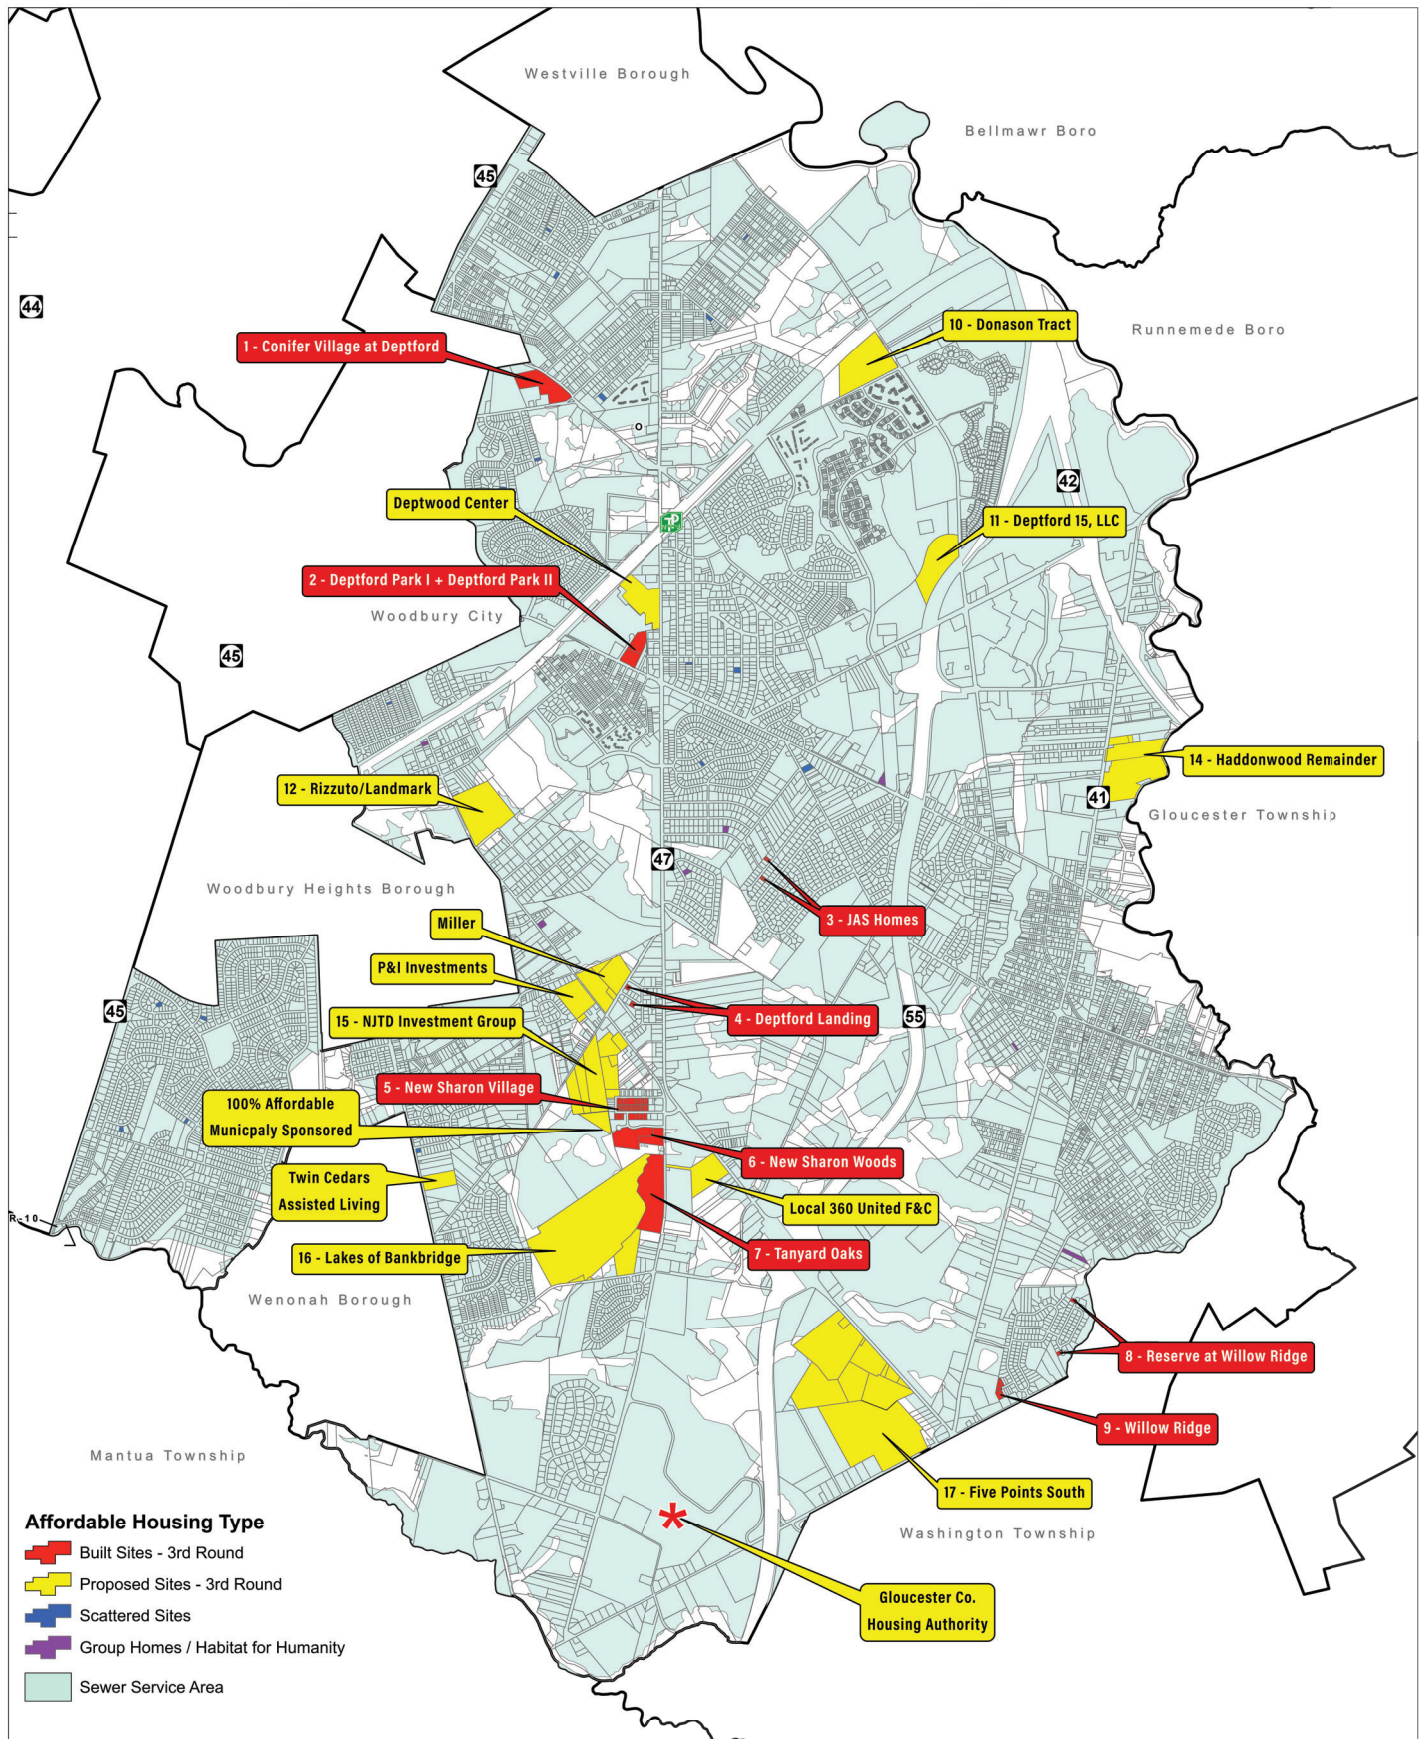 Westville Borough
Bellmawr Boro
45
44
10 - Donason Tract
Runnemede Boro
1 - Conifer Village at Deptford
O
42
Deptwood Center
11 - Deptford 15, LLC
2 - Deptford Park I + Deptford Park II
Woodbury City
45
14 - Haddonwood Remainder
12 - Rizzuto/Landmark
41
Gloucester Township
47
Woodbury Heights Borough
3 - JAS Homes
Miller
P&I Investments
45
4 - Deptford Landing
55
15 - NJTD Investment Group
5 - New Sharon Village
100% Affordable
Municpaly Sponsored
6 - New Sharon Woods
Twin Cedars
Assisted Living
Local 360 United F&C
R-10
16 - Lakes of Bankbridge
7 - Tanyard Oaks
Wenonah Borough
8 - Reserve at Willow Ridge
9 - Willow Ridge
Mantua Township
17 - Five Points South
Washington Township
Affordable Housing Type
Built Sites - 3rd Round
Proposed Sites - 3rd Round
Scattered Sites
Group Homes / Habitat for Humanity
Sewer Service Area
Gloucester Co.
Housing Authority